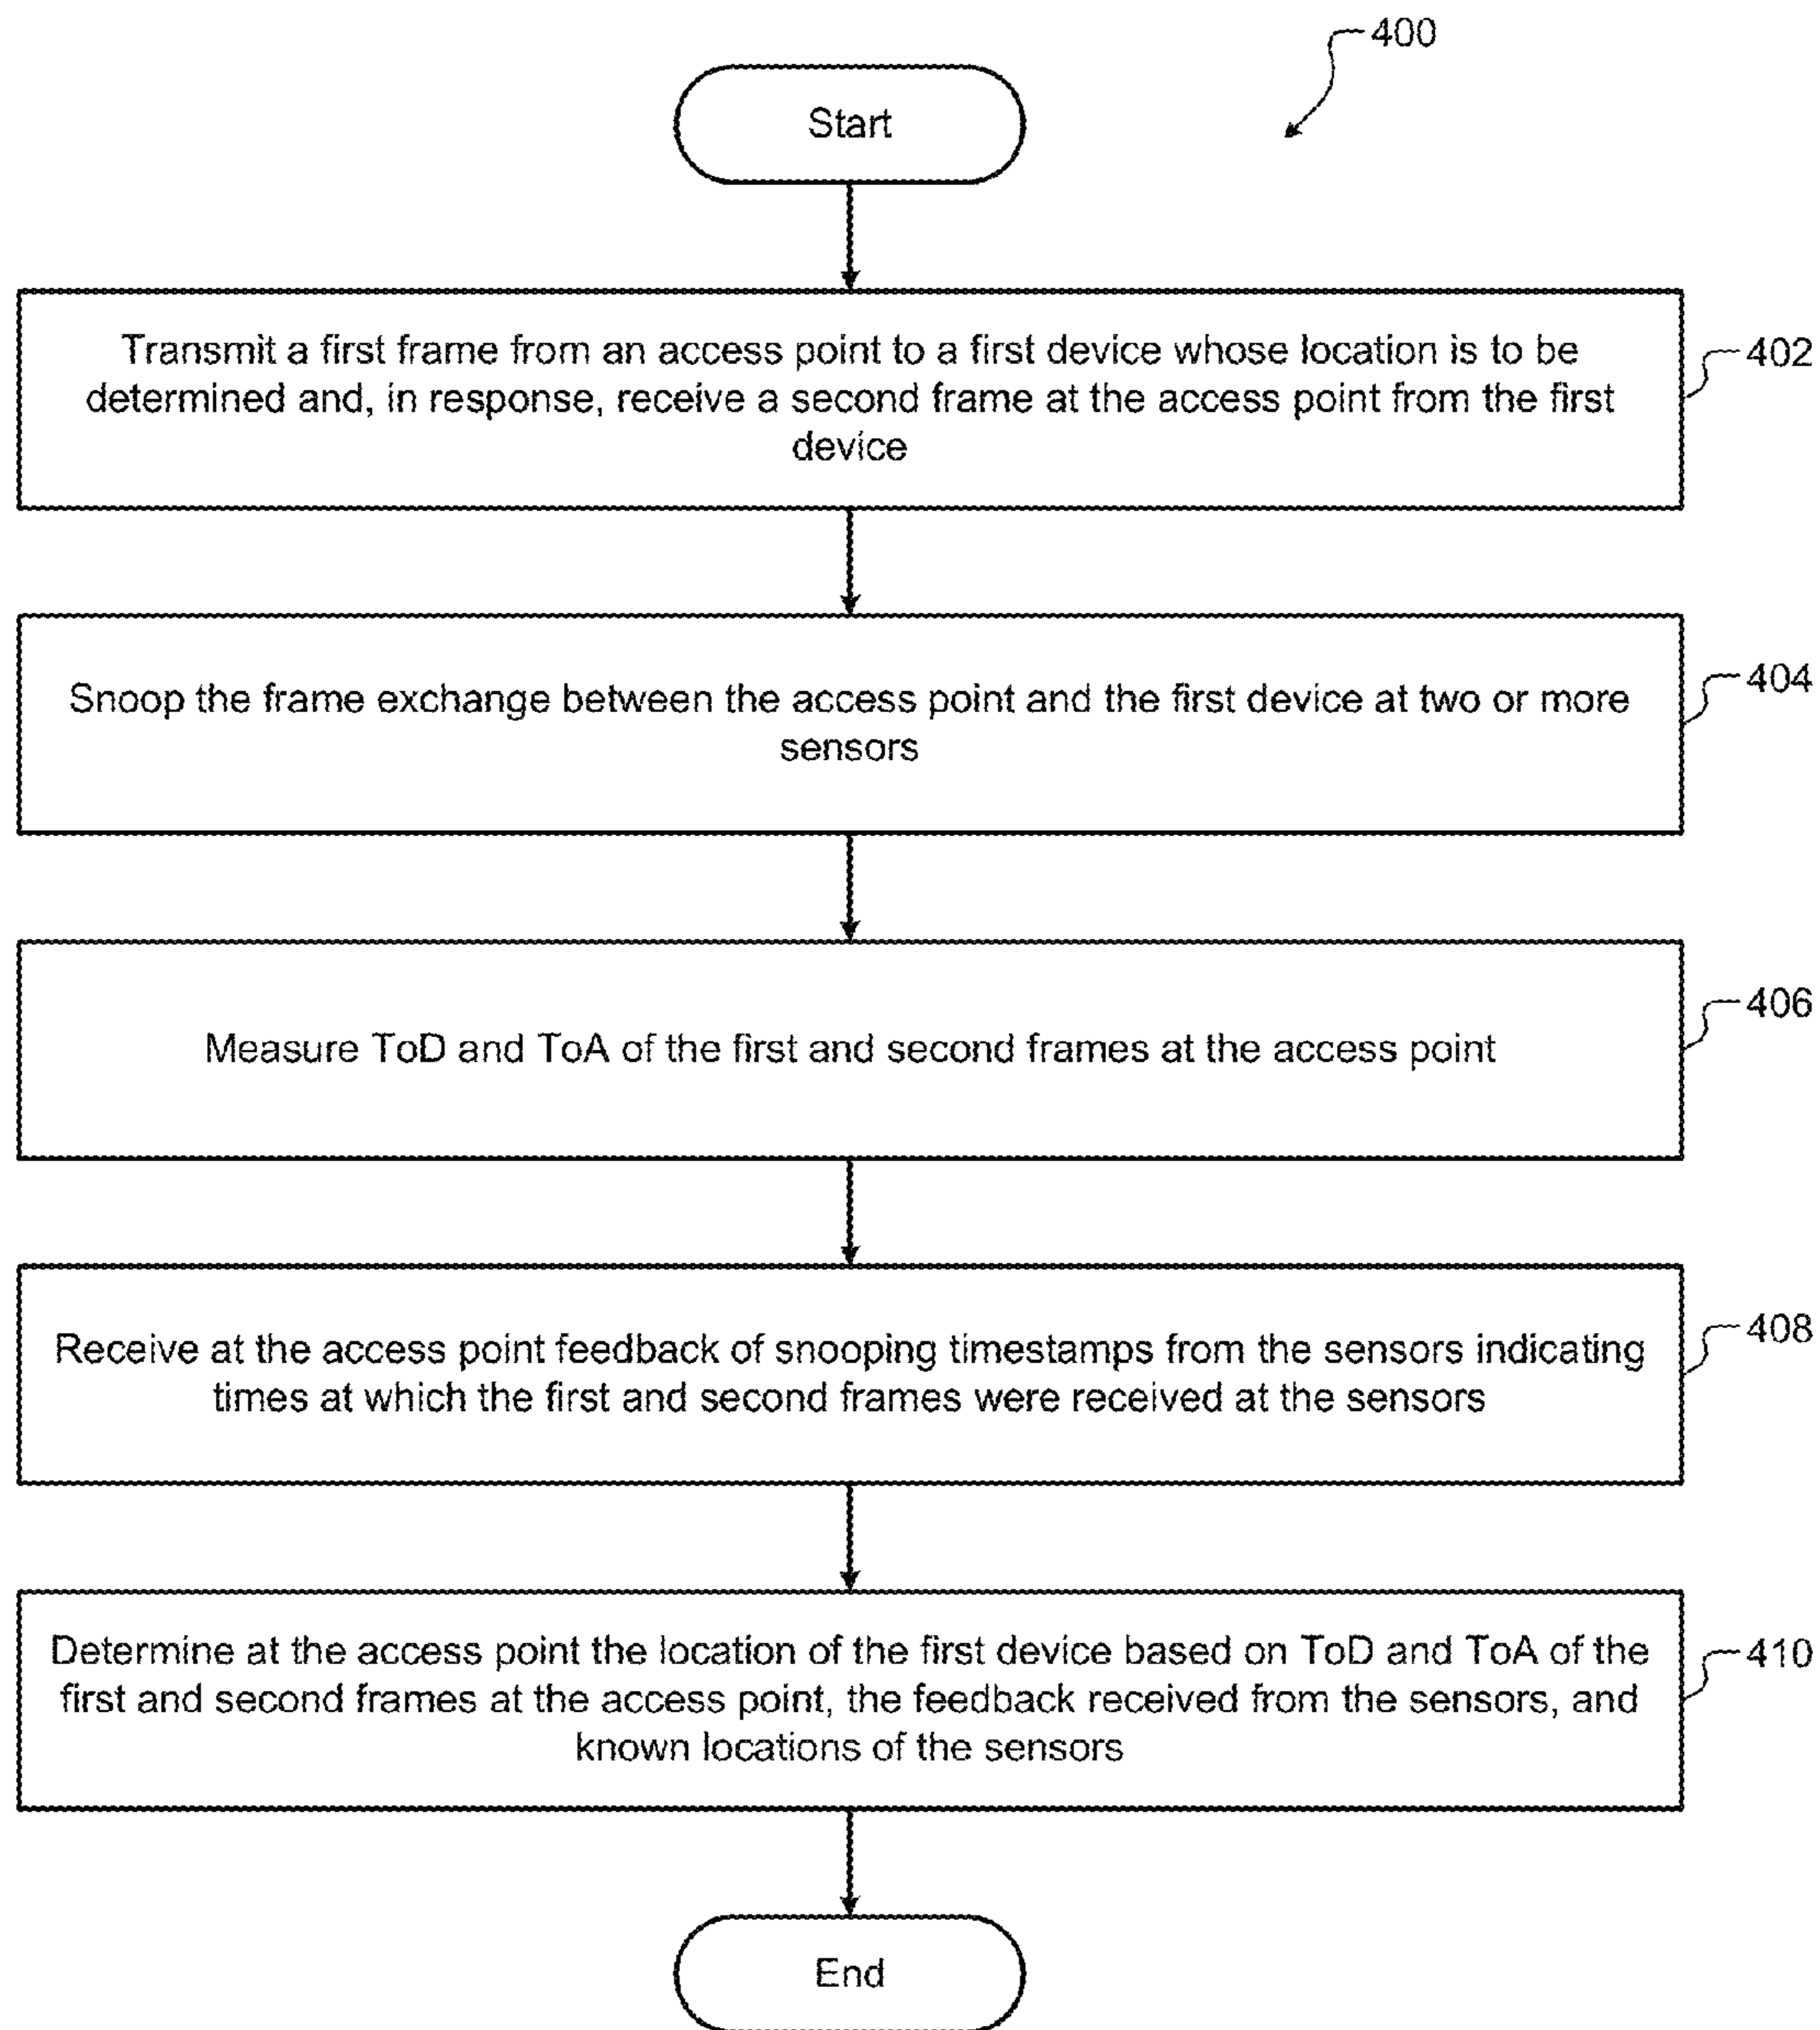 400
Start
Transmit a first frame from an access point to a first device whose location is to be
determined and, in response, receive a second frame at the access point from the first
device
402
Snoop the frame exchange between the access point and the first device at two or more
sensors
404
Measure ToD and ToA of the first and second frames at the access point
406
Receive at the access point feedback of snooping timestamps from the sensors indicating
times at which the first and second frames were received at the sensors
408
Determine at the access point the location of the first device based on ToD and ToA of the
first and second frames at the access point, the feedback received from the sensors, and
known locations of the sensors
410
End